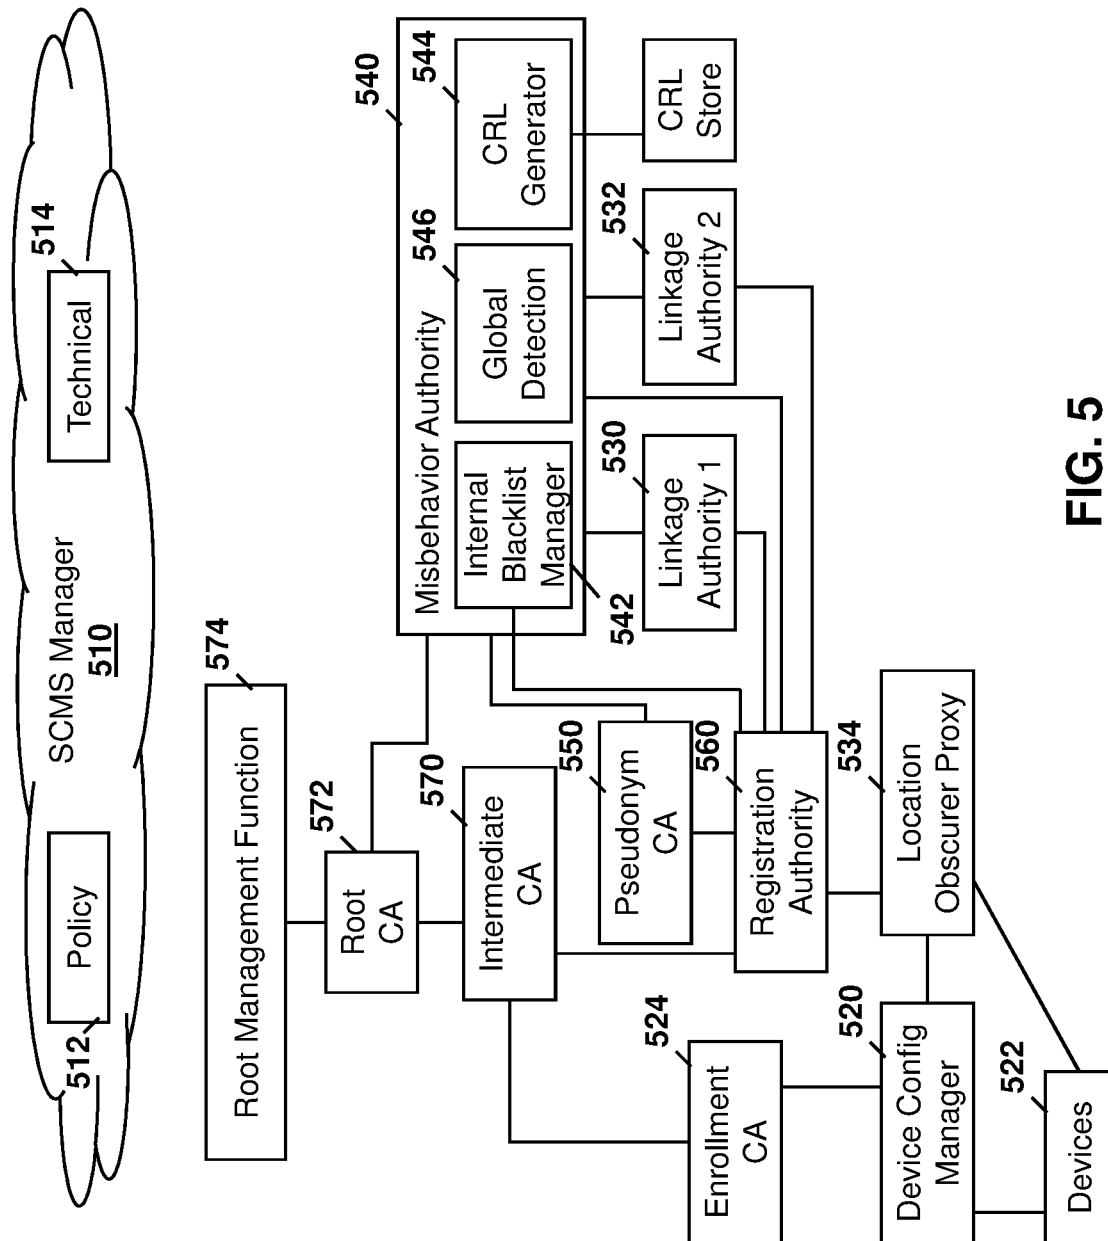 SCMS Manager
510
Policy
512
Technical
514
Root Management Function
574
Root
CA
572
Intermediate
CA
570
Misbehavior Authority
540
Internal
Blacklist
Manager
542
Global
Detection
546
CRL
Generator
544
Pseudonym
CA
550
Linkage
Authority 1
530
Linkage
Authority 2
532
CRL
Store
Enrollment
CA
524
Registration
Authority
560
Device Config
Manager
520
Location
Obscurer Proxy
534
Devices
522
FIG. 5